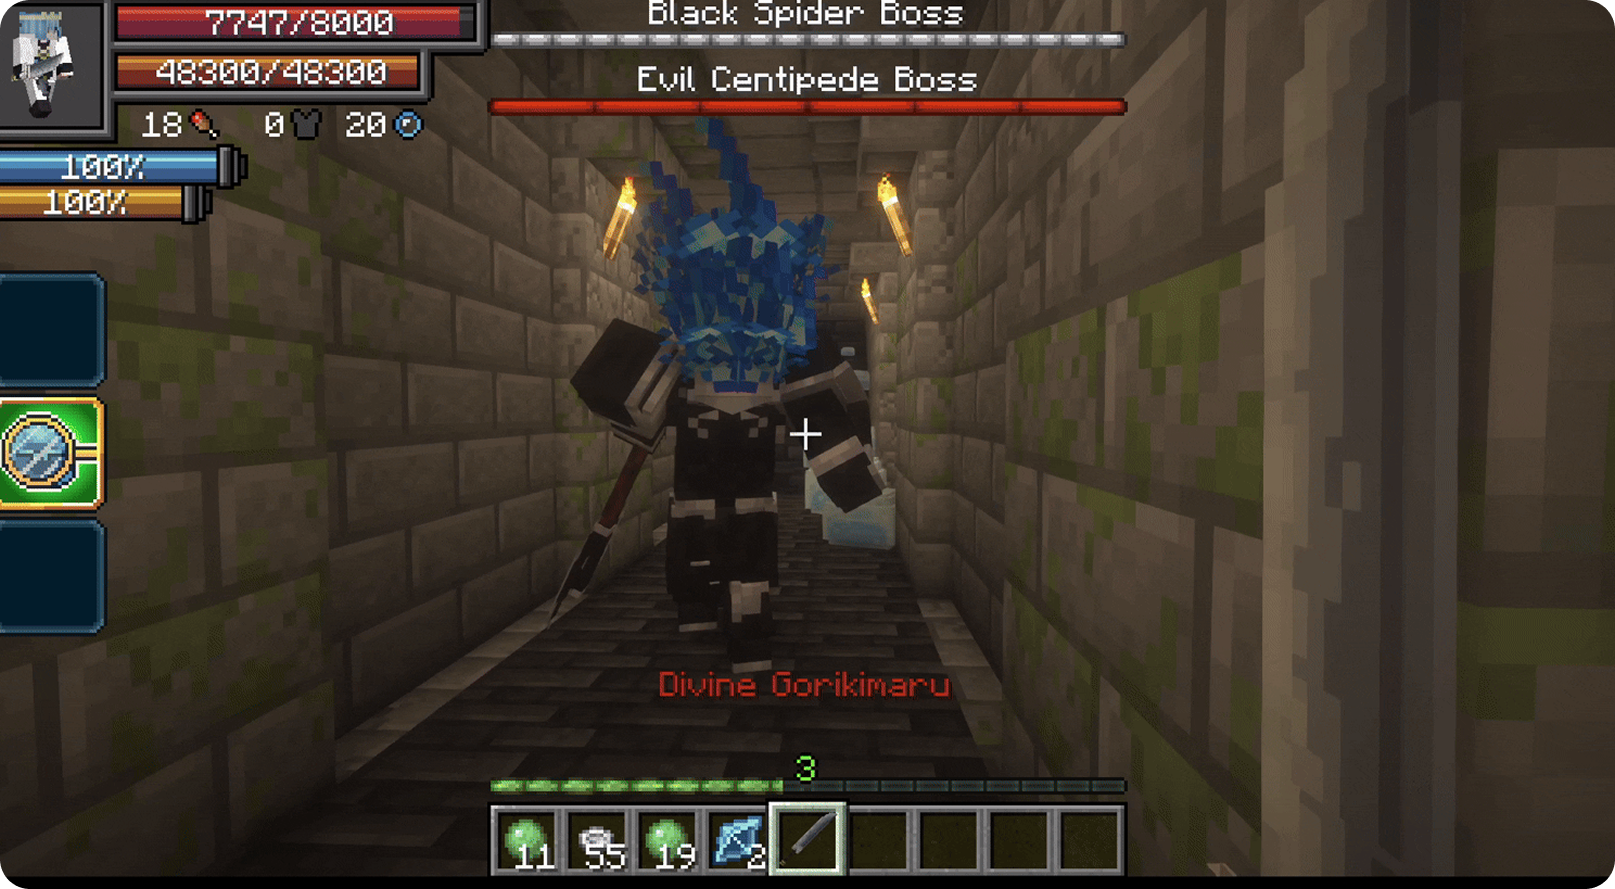 7747/8000
48300/48300
18 0 20
100%
100%
Black Spider Boss
Evil Centipede Boss
Divine Gorikimaru
3
11 55 19 2